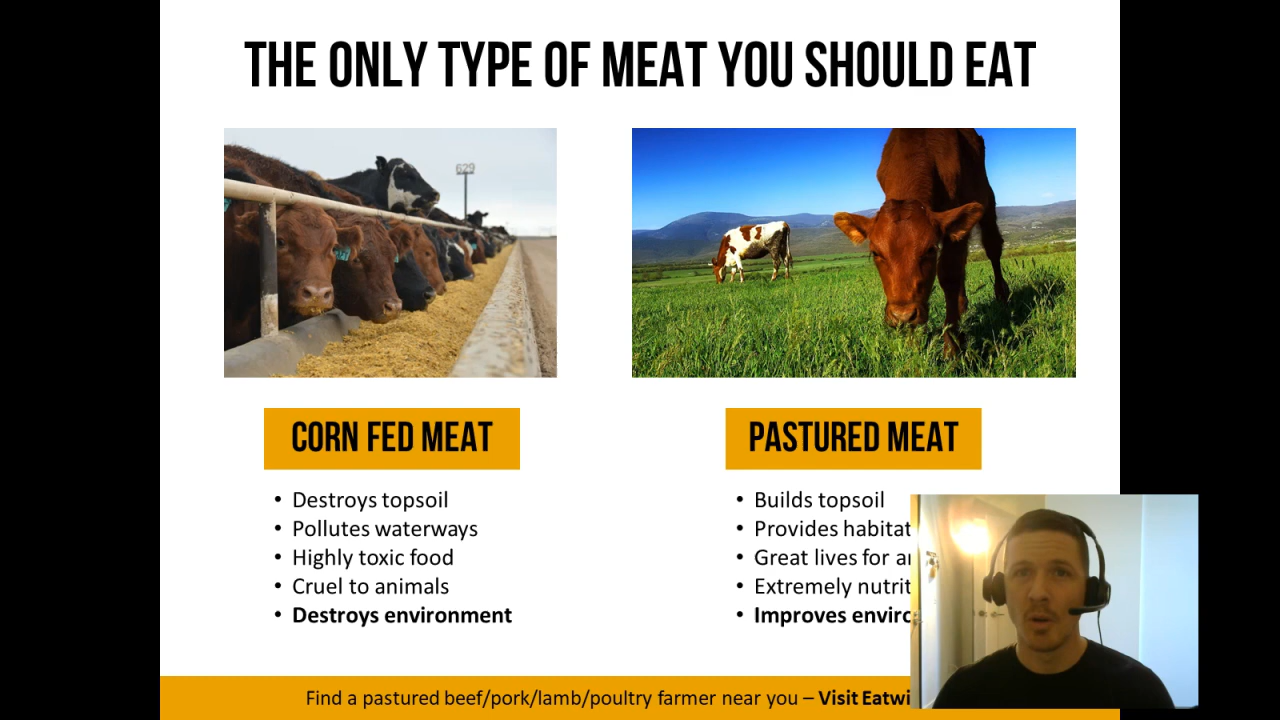 THE ONLY TYPE OF MEAT YOU SHOULD EAT
629
CORN FED MEAT
• Destroys topsoil
• Pollutes waterways
• Highly toxic food
• Cruel to animals
• Destroys environment
PASTURED MEAT
• Builds topsoil
• Provides habitat
• Great lives for
• Extremely
• Improves
Find a pastured beef/pork/lamb/poultry farmer near you – Visit